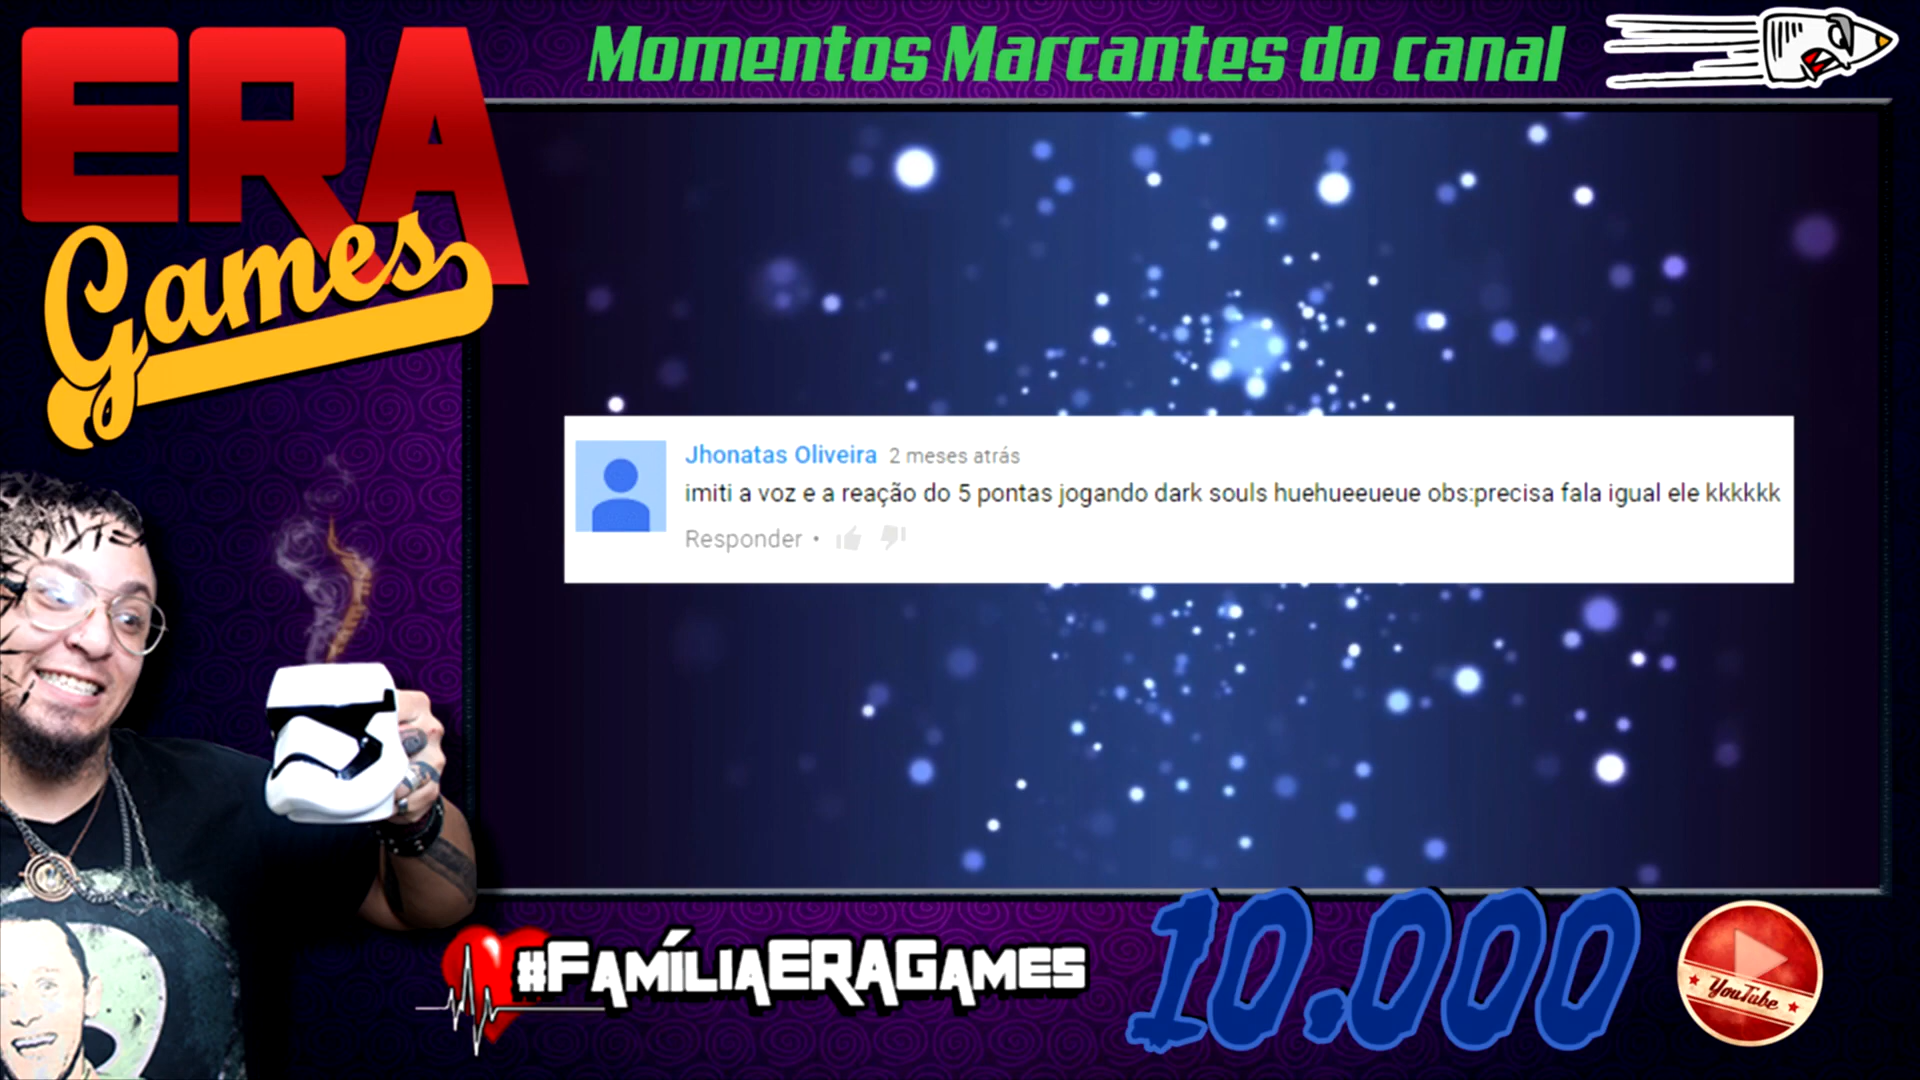 ERA
Games
Momentos Marcantes do canal
Jhonatas Oliveira 2 meses atrás
imiti a voz e a reação do 5 pontas jogando dark souls huehueeueue obs:precisa fala igual ele kkkkkk
Responder •
#FamíliaERAGames
10.000
YouTube